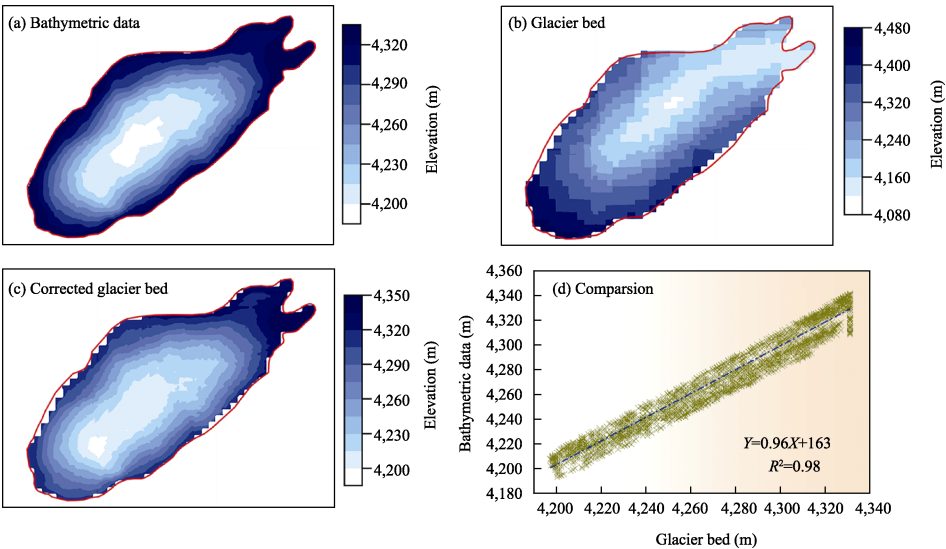 (a) Bathymetric data
4,320
4,290
4,260
4,230
4,200
Elevation (m)
(b) Glacier bed
4,480
4,400
4,320
4,240
4,160
4,080
Elevation (m)
(c) Corrected glacier bed
4,350
4,320
4,290
4,260
4,230
4,200
Elevation (m)
(d) Comparsion
4,360
4,340
4,320
4,300
4,280
4,260
4,240
4,220
4,200
4,180
Bathymetric data (m)
Y=0.96X+163
R²=0.98
4,200 4,220 4,240 4,260 4,280 4,300 4,320 4,340
Glacier bed (m)